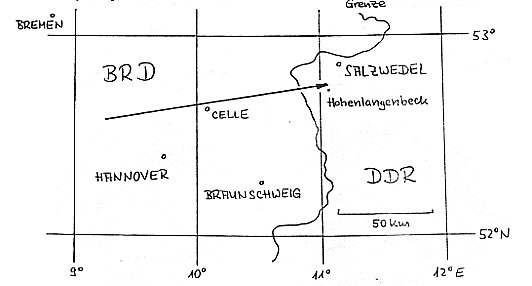 Grenze
BREMEN
53°
BRD
SALZWEDEL
Hohenlangenbeck
CELLE
HANNOVER
BRAUNSCHWEIG
DDR
50 km
52°N
9°
10°
11°
12°E